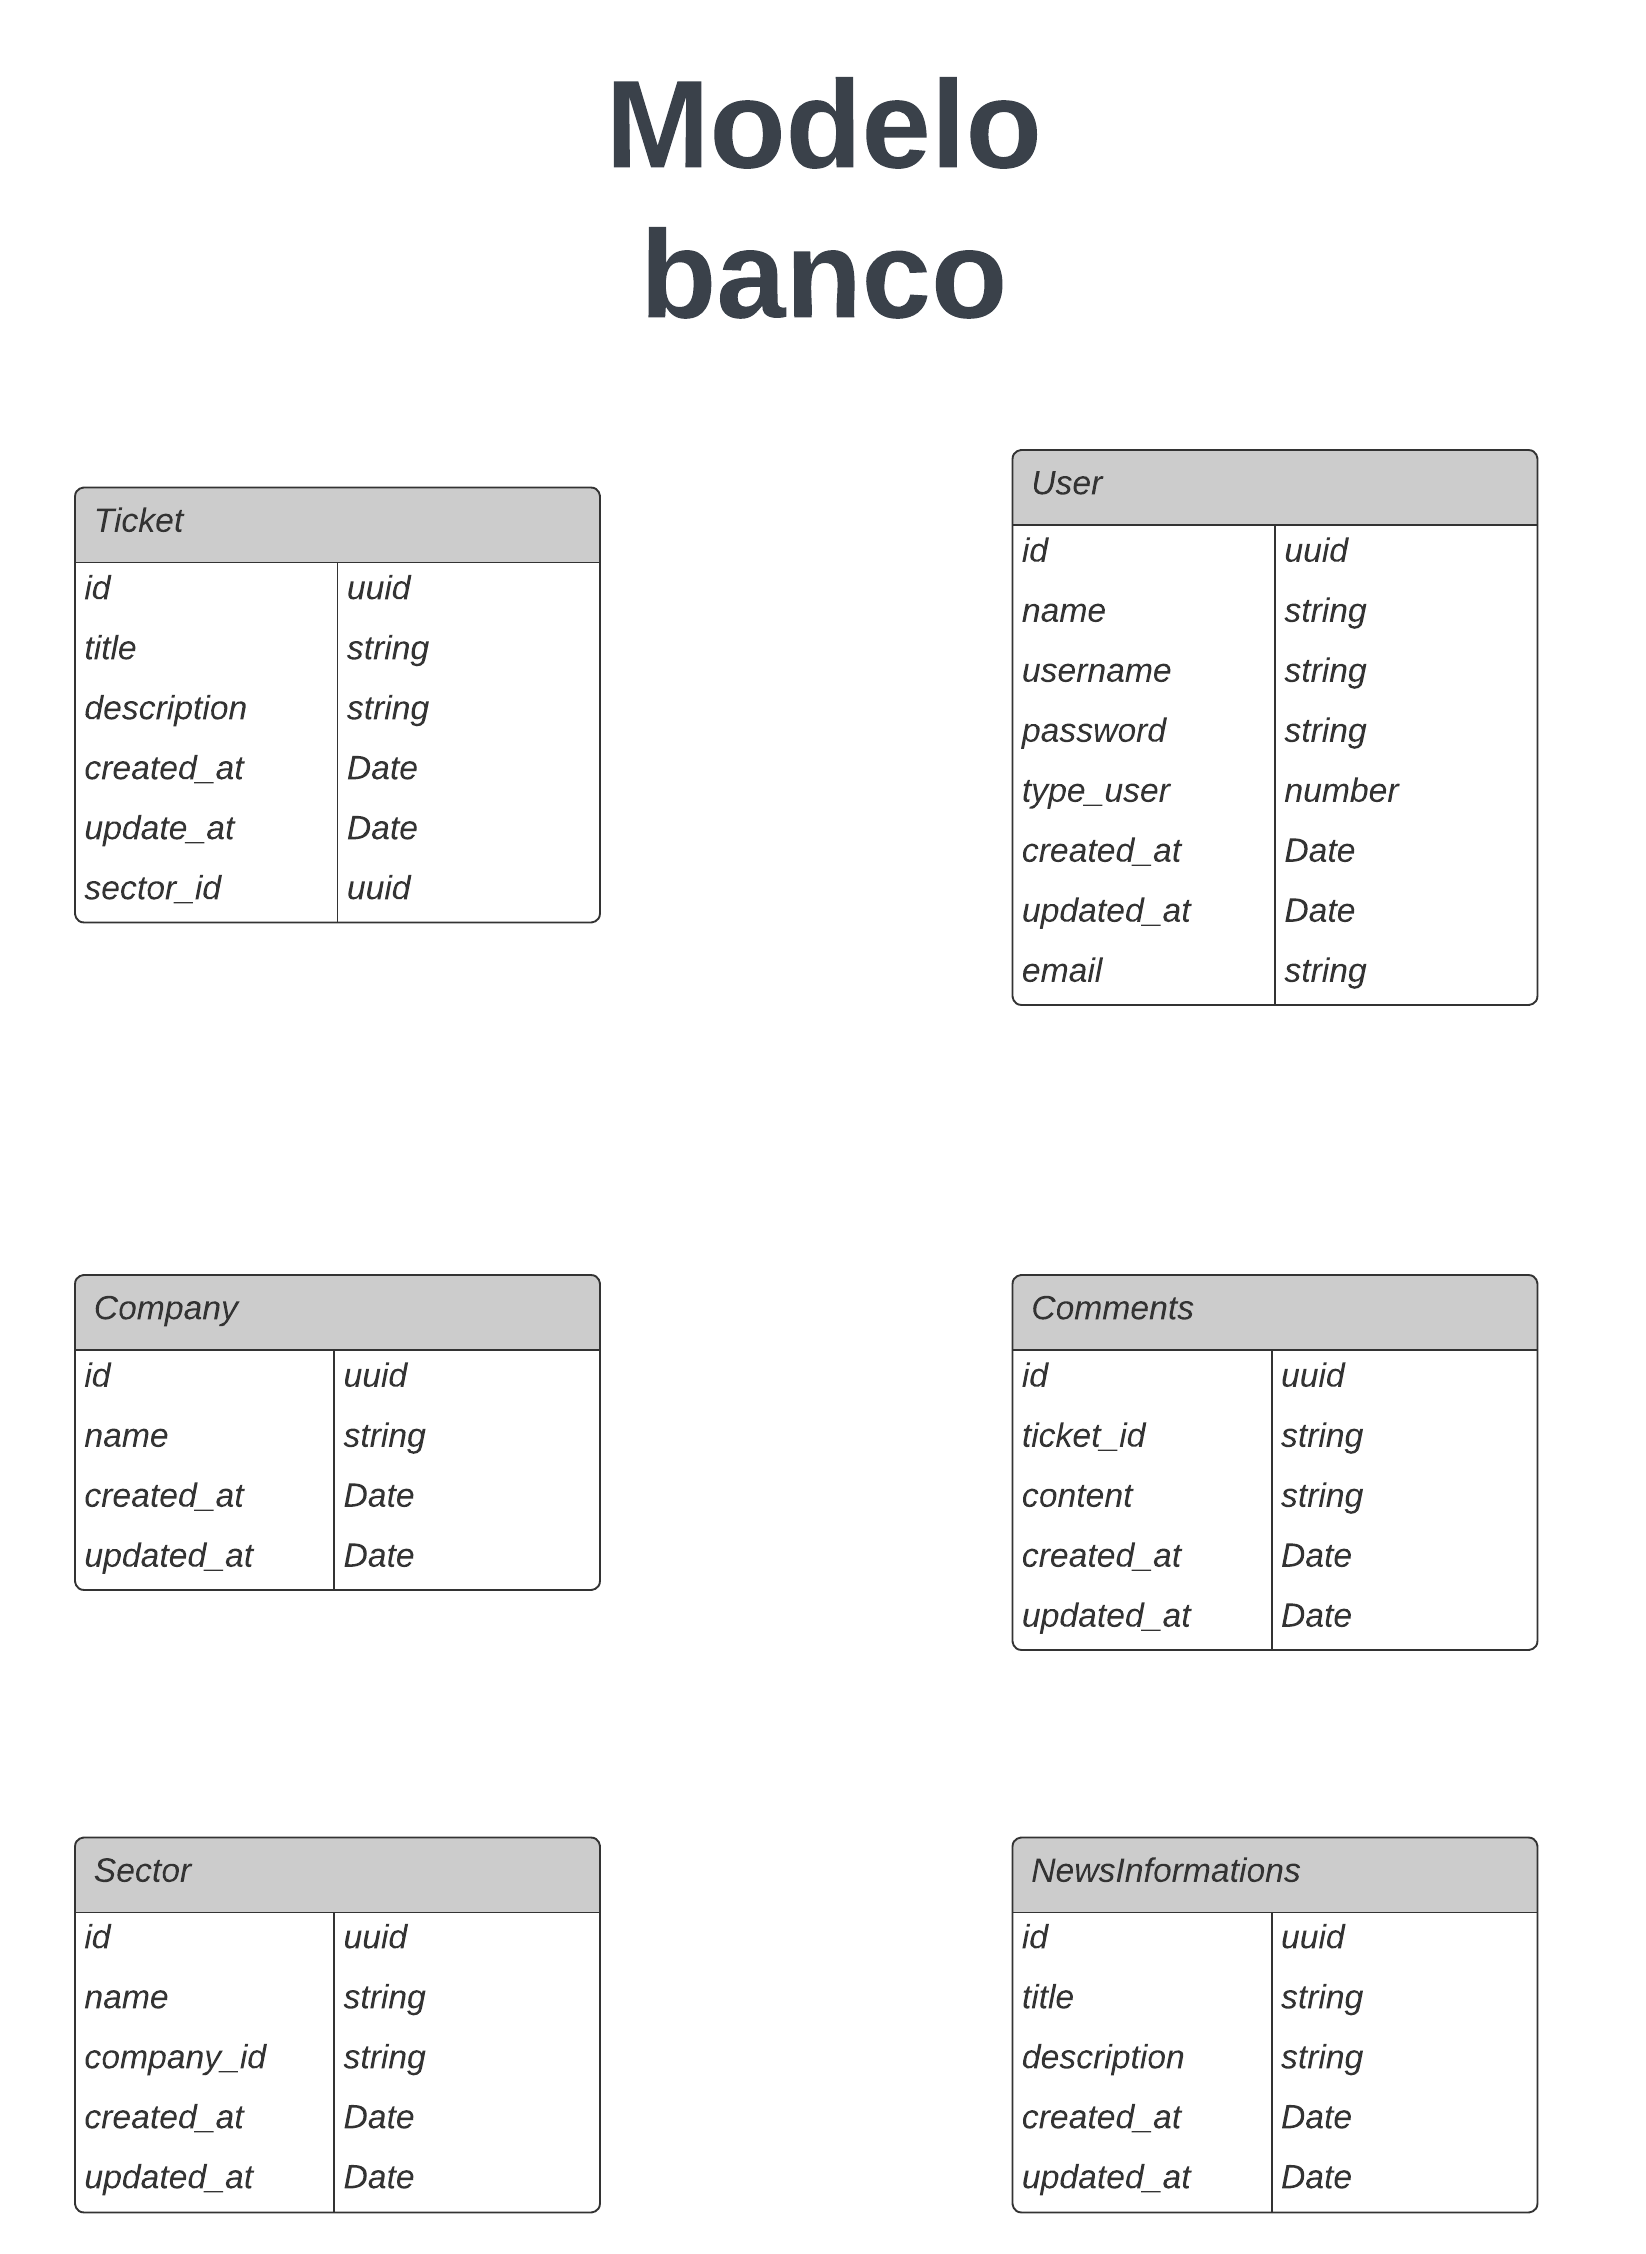 Modelo
banco
Ticket
id uuid
title string
description string
created_at Date
update_at Date
sector_id uuid
User
id uuid
name string
username string
password string
type_user number
created_at Date
updated_at Date
email string
Company
id uuid
name string
created_at Date
updated_at Date
Comments
id uuid
ticket_id string
content string
created_at Date
updated_at Date
Sector
id uuid
name string
company_id string
created_at Date
updated_at Date
NewsInformations
id uuid
title string
description string
created_at Date
updated_at Date